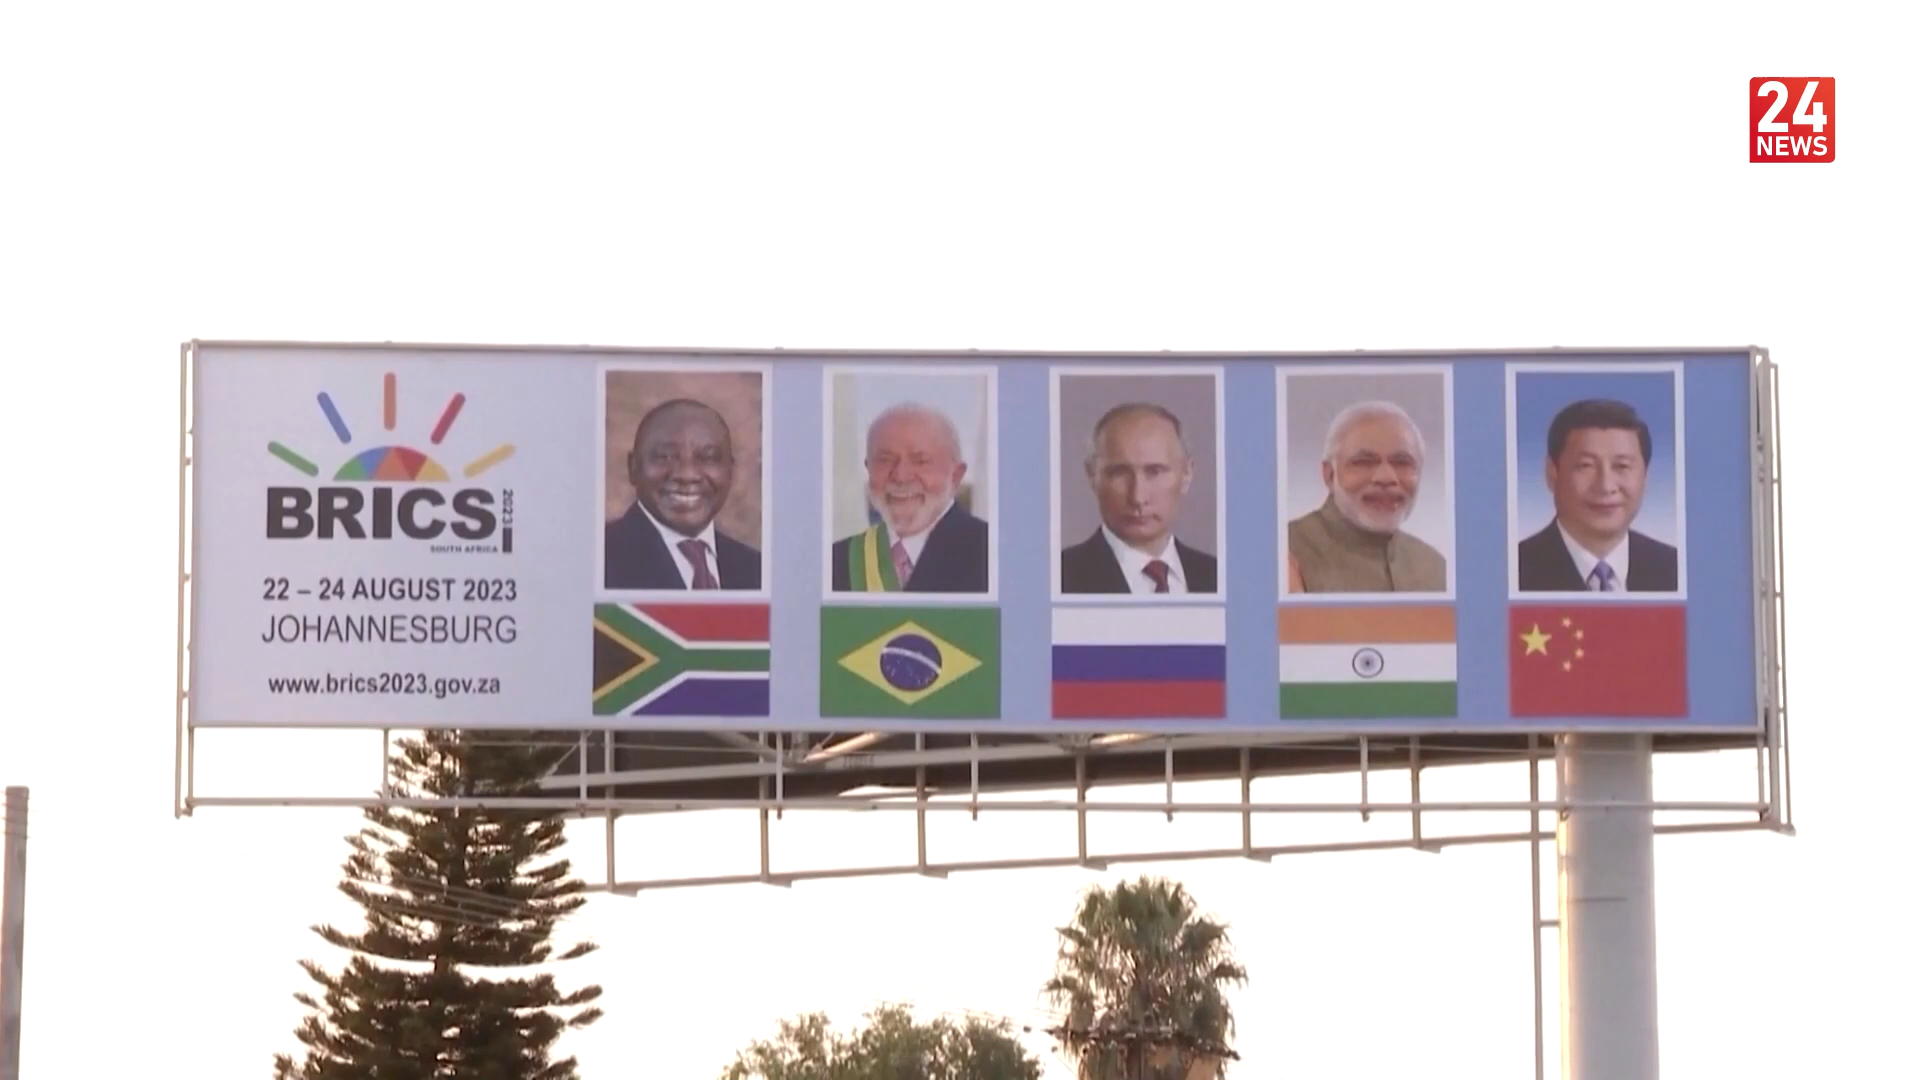 24
NEWS
BRICS
2023
SOUTH AFRICA
22 – 24 AUGUST 2023
JOHANNESBURG
www.brics2023.gov.za